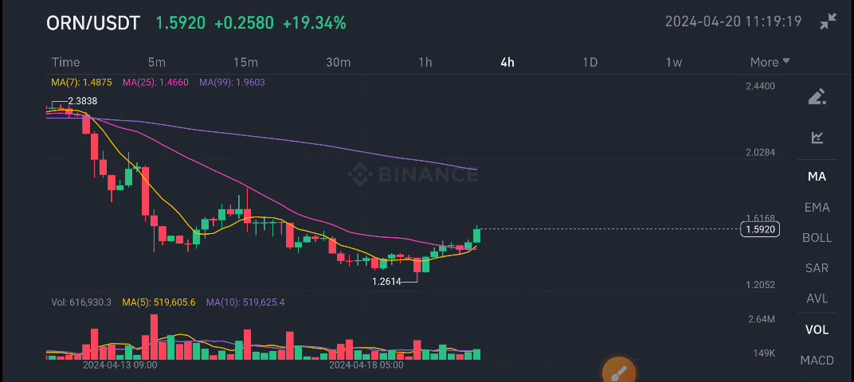 ORN/USDT 1.5920 +0.2580 +19.34% 2024-04-20 11:19:19
Time 5m 15m 30m 1h 4h 1D 1w More
MA(7): 1.4875 MA(25): 1.4660 MA(99): 1.9603
2.4400
2.3838
2.0284
BINANCE
MA
EMA
1.6168
1.5920
BOLL
SAR
1.2614
1.2052
AVL
Vol: 616,930.3 MA(5): 519,605.6 MA(10): 519,625.4
2.64M
VOL
149K
MACD
2024-04-13 09:00 2024-04-18 05:00